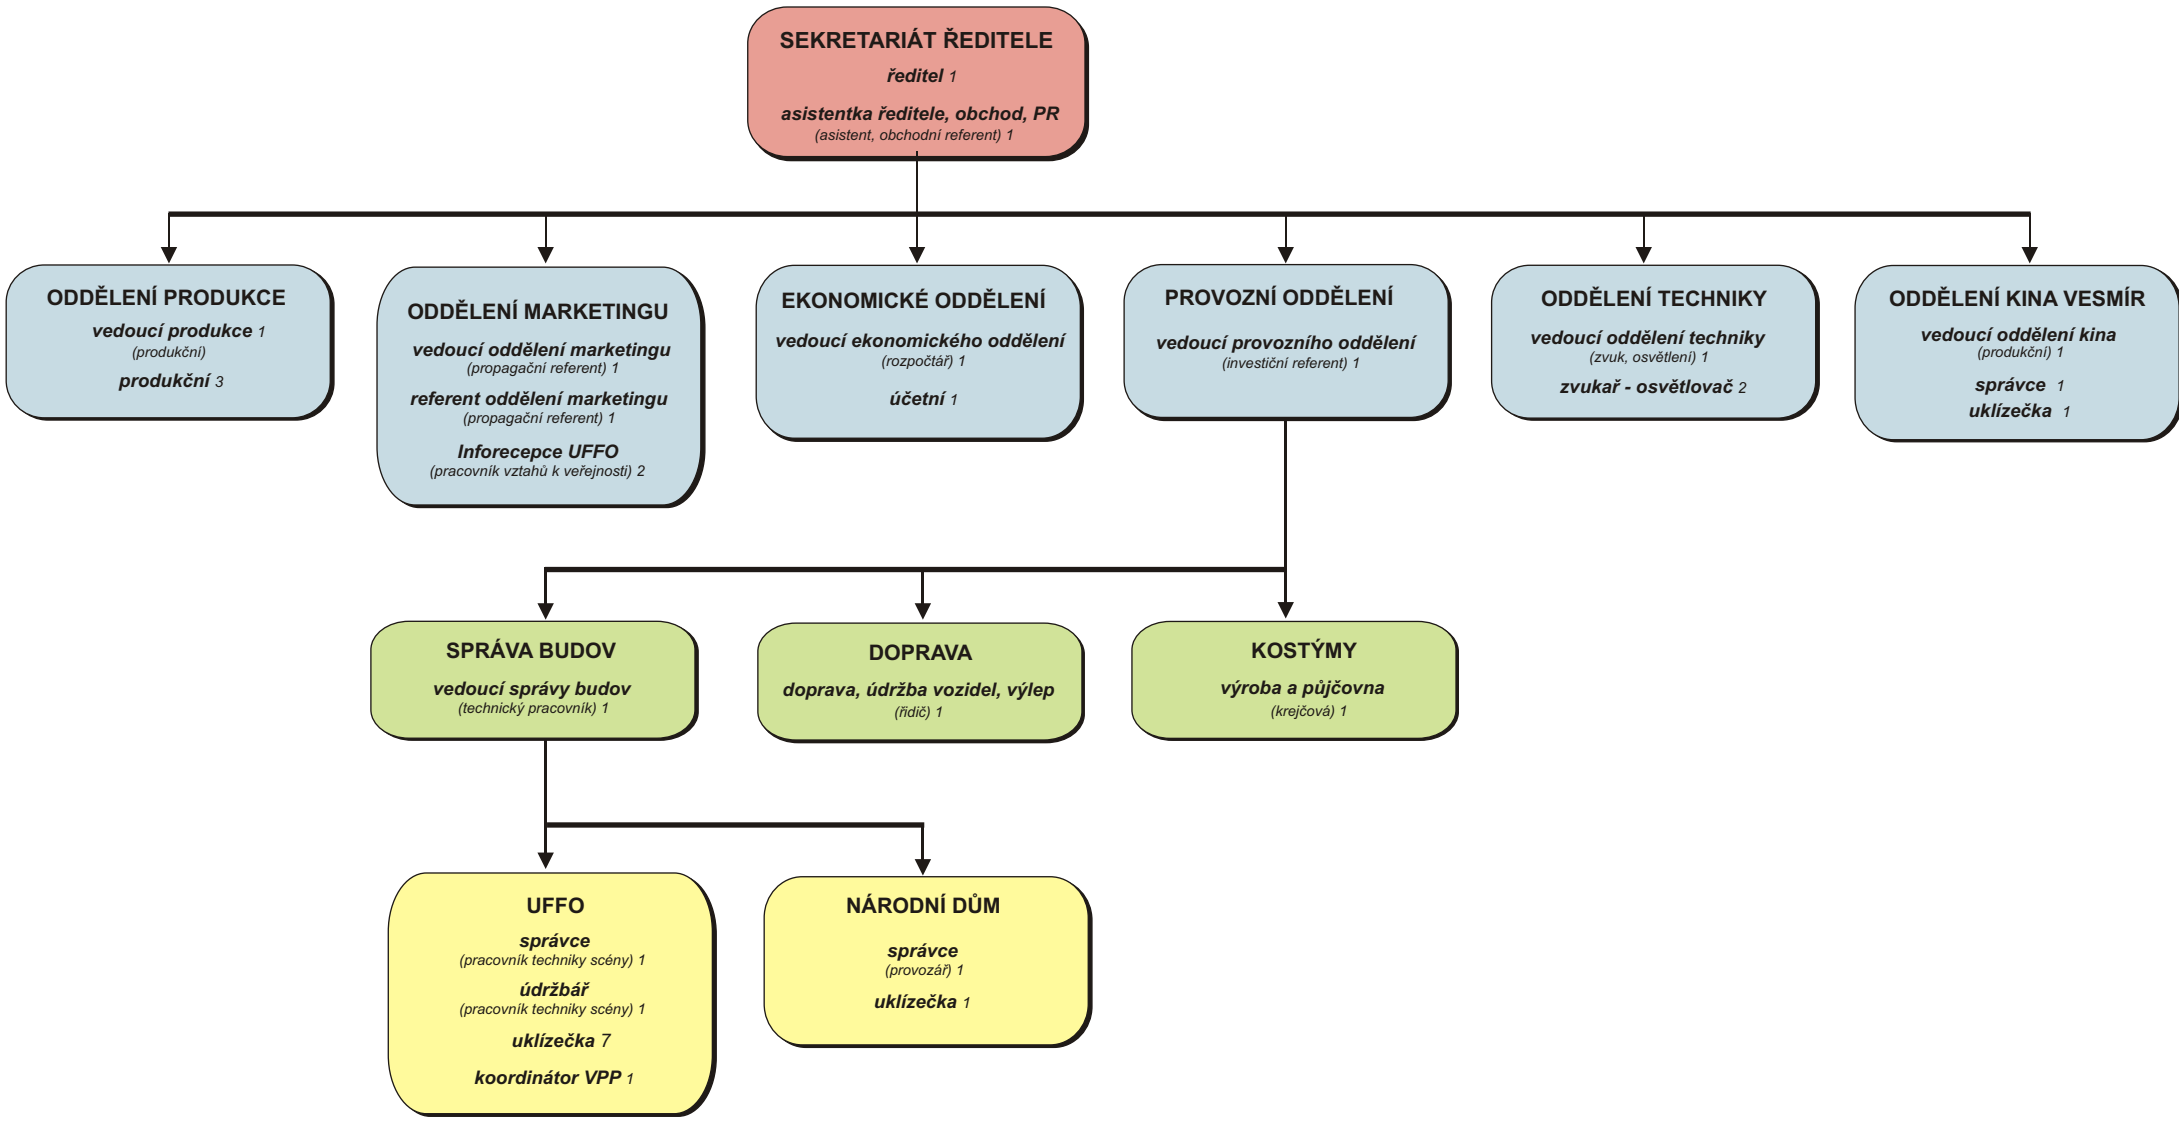 SEKRETARIÁT ŘEDITELE
ředitel 1
asistentka ředitele, obchod, PR
(asistent, obchodní referent) 1
ODDĚLENÍ PRODUKCE
vedoucí produkce 1
(produkční)
produkční 3
ODDĚLENÍ MARKETINGU
vedoucí oddělení marketingu
(propagační referent) 1
referent oddělení marketingu
(propagační referent) 1
Inforecepce UFFO
(pracovník vztahů k veřejnosti) 2
EKONOMICKÉ ODDĚLENÍ
vedoucí ekonomického oddělení
(rozpočtář) 1
účetní 1
PROVOZNÍ ODDĚLENÍ
vedoucí provozního oddělení
(investiční referent) 1
ODDĚLENÍ TECHNIKY
vedoucí oddělení techniky
(zvuk, osvětlení) 1
zvukař - osvětlovač 2
ODDĚLENÍ KINA VESMÍR
vedoucí oddělení kina
(produkční) 1
správce 1
uklízečka 1
SPRÁVA BUDOV
vedoucí správy budov
(technický pracovník) 1
DOPRAVA
doprava, údržba vozidel, výlep
(řidič) 1
KOSTÝMY
výroba a půjčovna
(krejčová) 1
UFFO
správce
(pracovník techniky scény) 1
údržbář
(pracovník techniky scény) 1
uklízečka 7
koordinátor VPP 1
NÁRODNÍ DŮM
správce
(provozář) 1
uklízečka 1